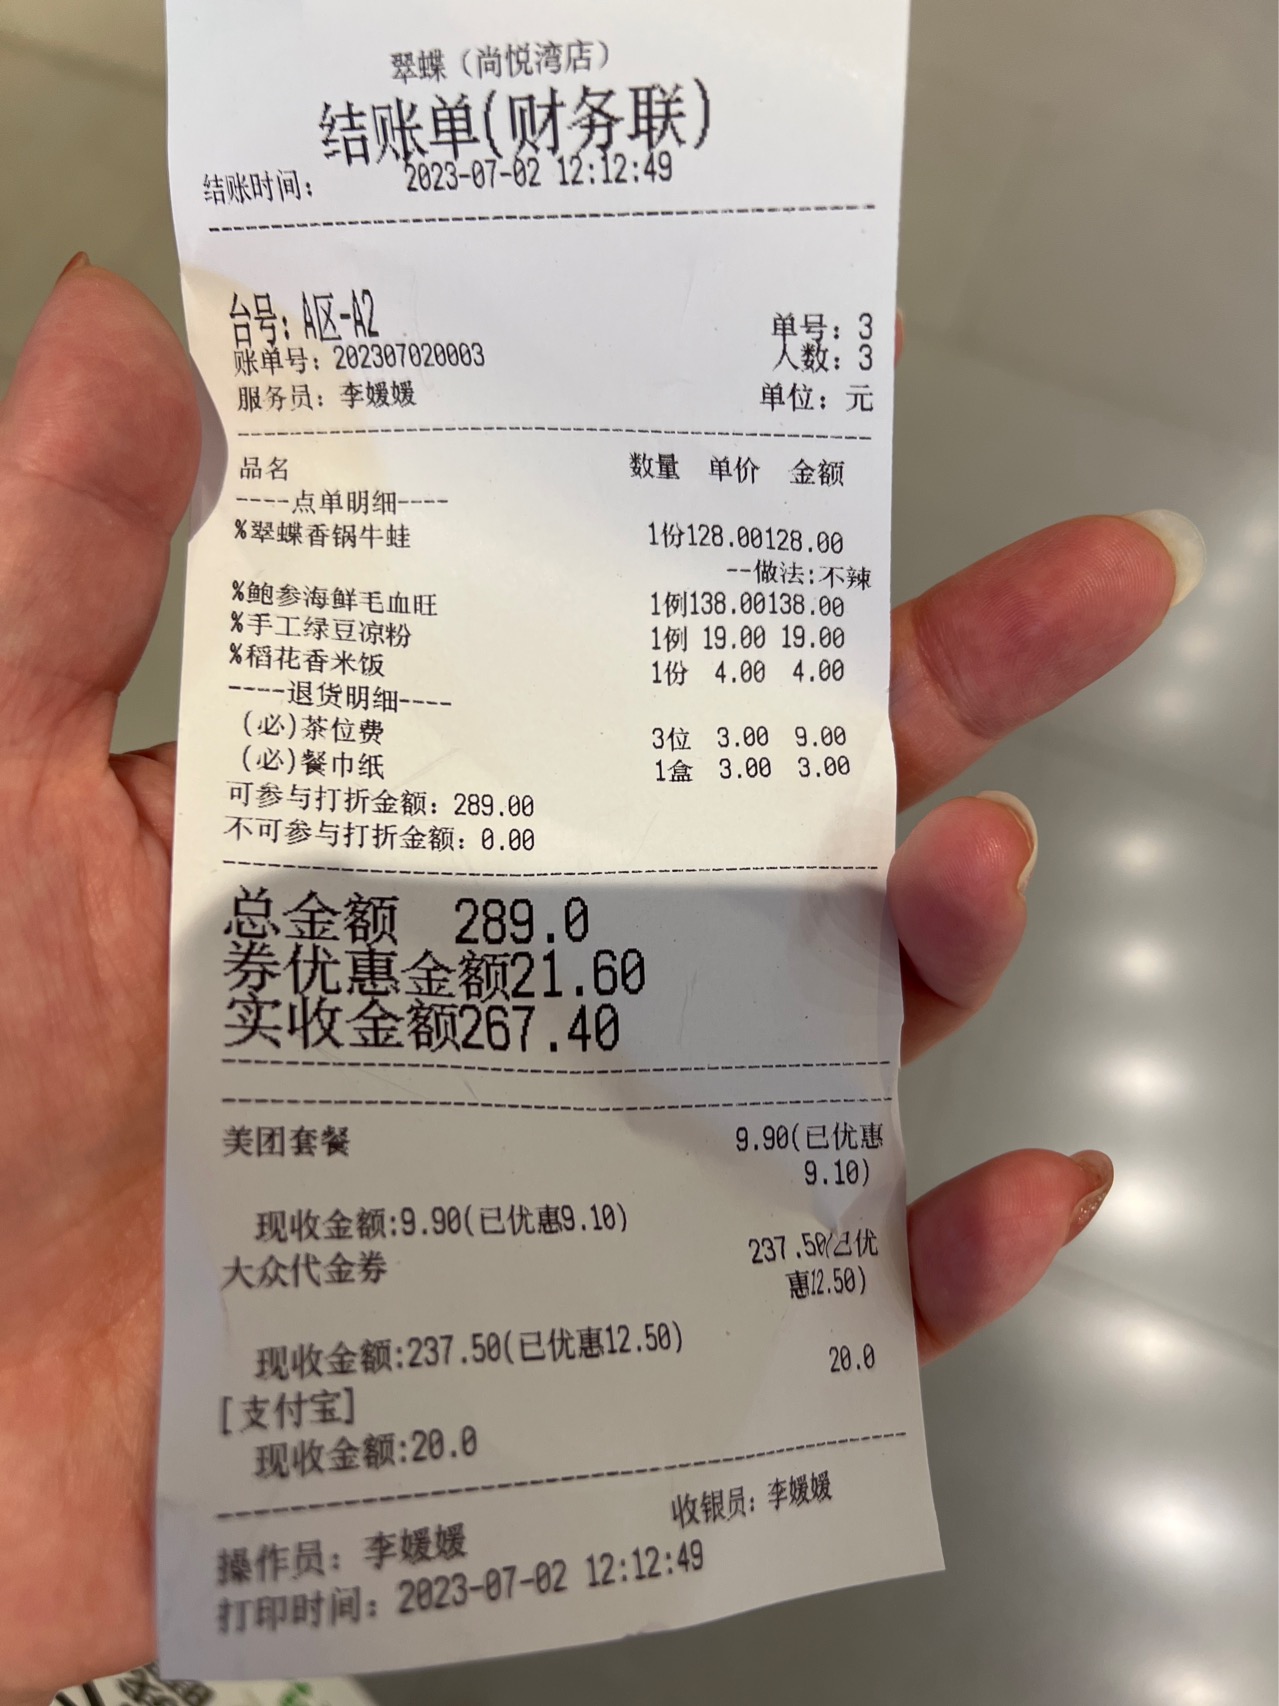 翠蝶（尚悦湾店）
结账单(财务联)
结账时间： 2023-07-02 12:12:49
台号: A区-A2 单号: 3
账单号: 202307020003 人数: 3
服务员: 李媛媛 单位: 元
品名 数量 单价 金额
----点单明细----
%翠蝶香锅牛蛙 1份128.00128.00
--做法:不辣
%鲍参海鲜毛血旺 1例138.00138.00
%手工绿豆凉粉 1例 19.00 19.00
%稻花香米饭 1份 4.00 4.00
----退货明细----
(必)茶位费 3位 3.00 9.00
(必)餐巾纸 1盒 3.00 3.00
可参与打折金额: 289.00
不可参与打折金额: 0.00
总金额 289.0
券优惠金额21.60
实收金额267.40
美团套餐 9.90(已优惠
9.10)
现收金额:9.90(已优惠9.10)
大众代金券 237.50(已优
惠12.50)
现收金额:237.50(已优惠12.50)
[支付宝] 20.0
现收金额:20.0
操作员: 李媛媛 收银员: 李媛媛
打印时间: 2023-07-02 12:12:49